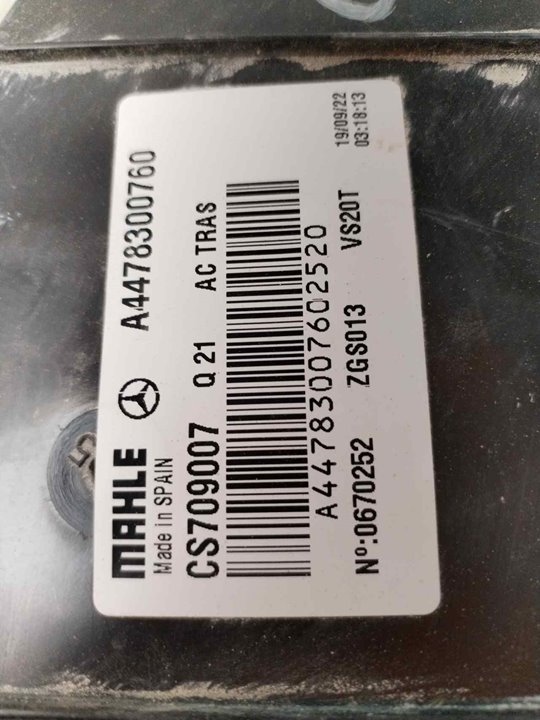 MAHLE A4478300760
Made in SPAIN
CS709007 Q 21 AC TRAS
A44783007602520
Nº:0670252 ZGS013 VS20T
19/09/22
03:18:13